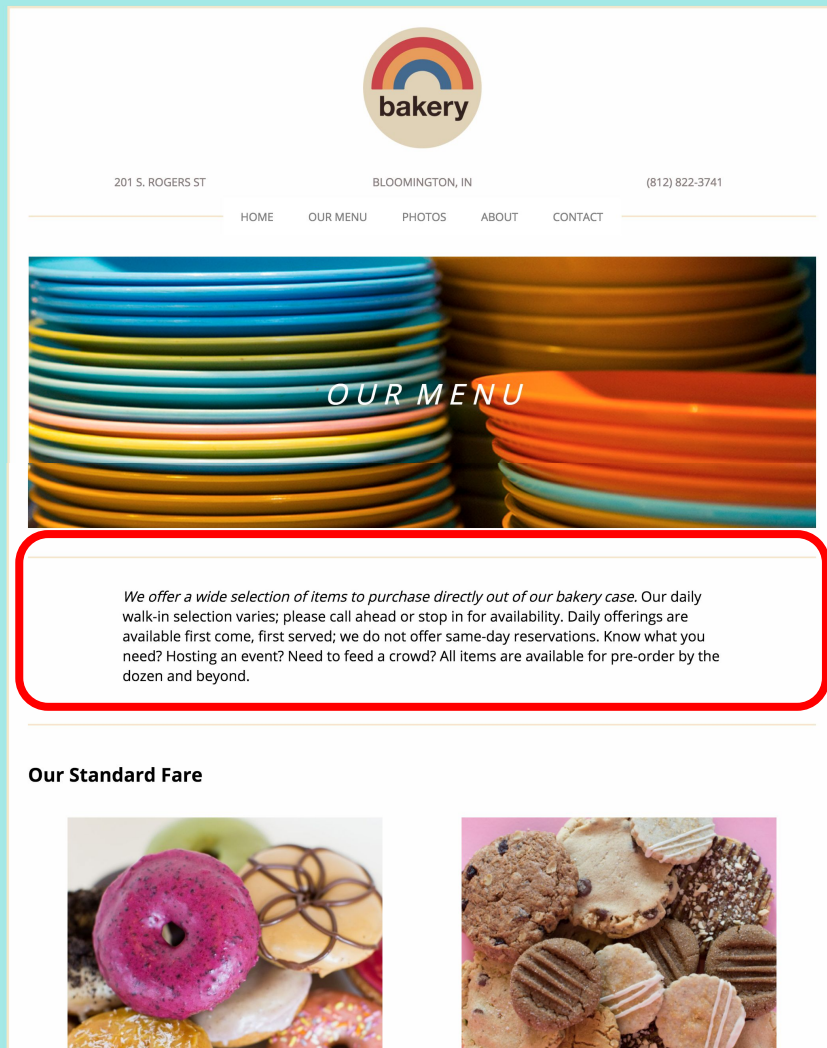 bakery
201 S. ROGERS ST
BLOOMINGTON, IN
(812) 822-3741
HOME OUR MENU PHOTOS ABOUT CONTACT
OUR MENU
We offer a wide selection of items to purchase directly out of our bakery case. Our daily
walk-in selection varies; please call ahead or stop in for availability. Daily offerings are
available first come, first served; we do not offer same-day reservations. Know what you
need? Hosting an event? Need to feed a crowd? All items are available for pre-order by the
dozen and beyond.
Our Standard Fare